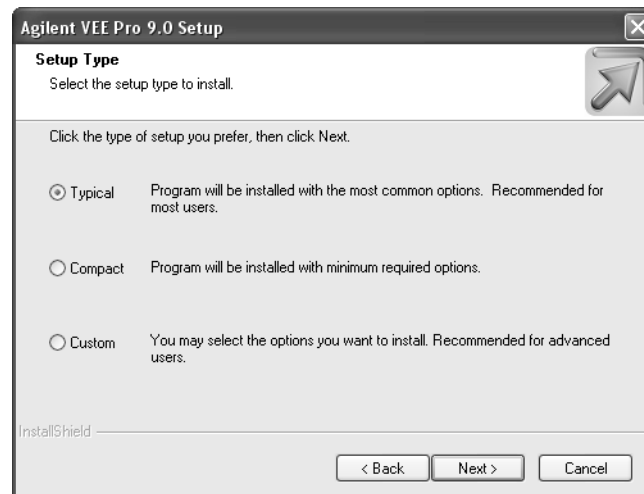 Agilent VEE Pro 9.0 Setup
Setup Type
Select the setup type to install.
Click the type of setup you prefer, then click Next.
Typical
Program will be installed with the most common options.  Recommended for
most users.
Compact
Program will be installed with minimum required options.
Custom
You may select the options you want to install. Recommended for advanced
users.
InstallShield
< Back
Next >
Cancel